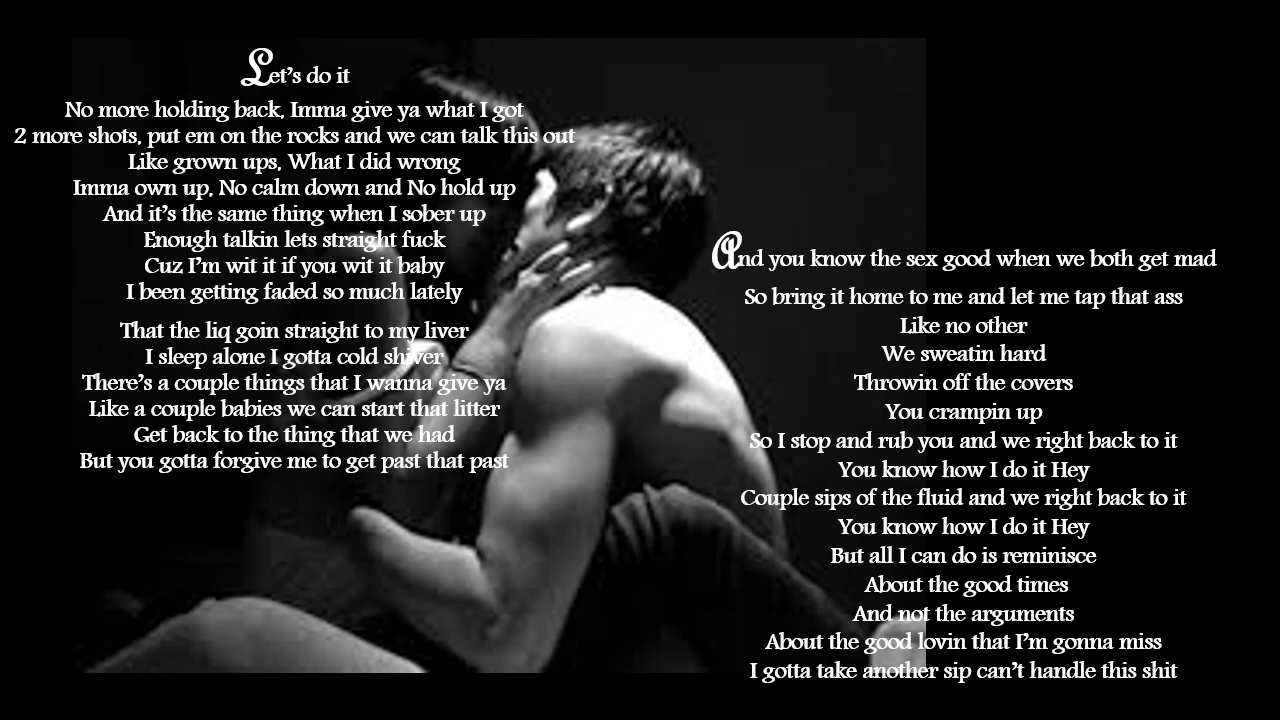 Let's do it
No more holding back, Imma give ya what I got
2 more shots, put em on the rocks and we can talk this out
Like grown ups, What I did wrong
Imma own up, No calm down and No hold up
And it's the same thing when I sober up
Enough talkin lets straight fuck
Cuz I'm wit it if you wit it baby
I been getting faded so much lately
That the liq goin straight to my liver
I sleep alone I gotta cold shiver
There's a couple things that I wanna give ya
Like a couple babies we can start that litter
Get back to the thing that we had
But you gotta forgive me to get past that past
And you know the sex good when we both get mad
So bring it home to me and let me tap that ass
Like no other
We sweatin hard
Throwin off the covers
You crampin up
So I stop and rub you and we right back to it
You know how I do it Hey
Couple sips of the fluid and we right back to it
You know how I do it Hey
But all I can do is reminisce
About the good times
And not the arguments
About the good lovin that I'm gonna miss
I gotta take another sip can't handle this shit